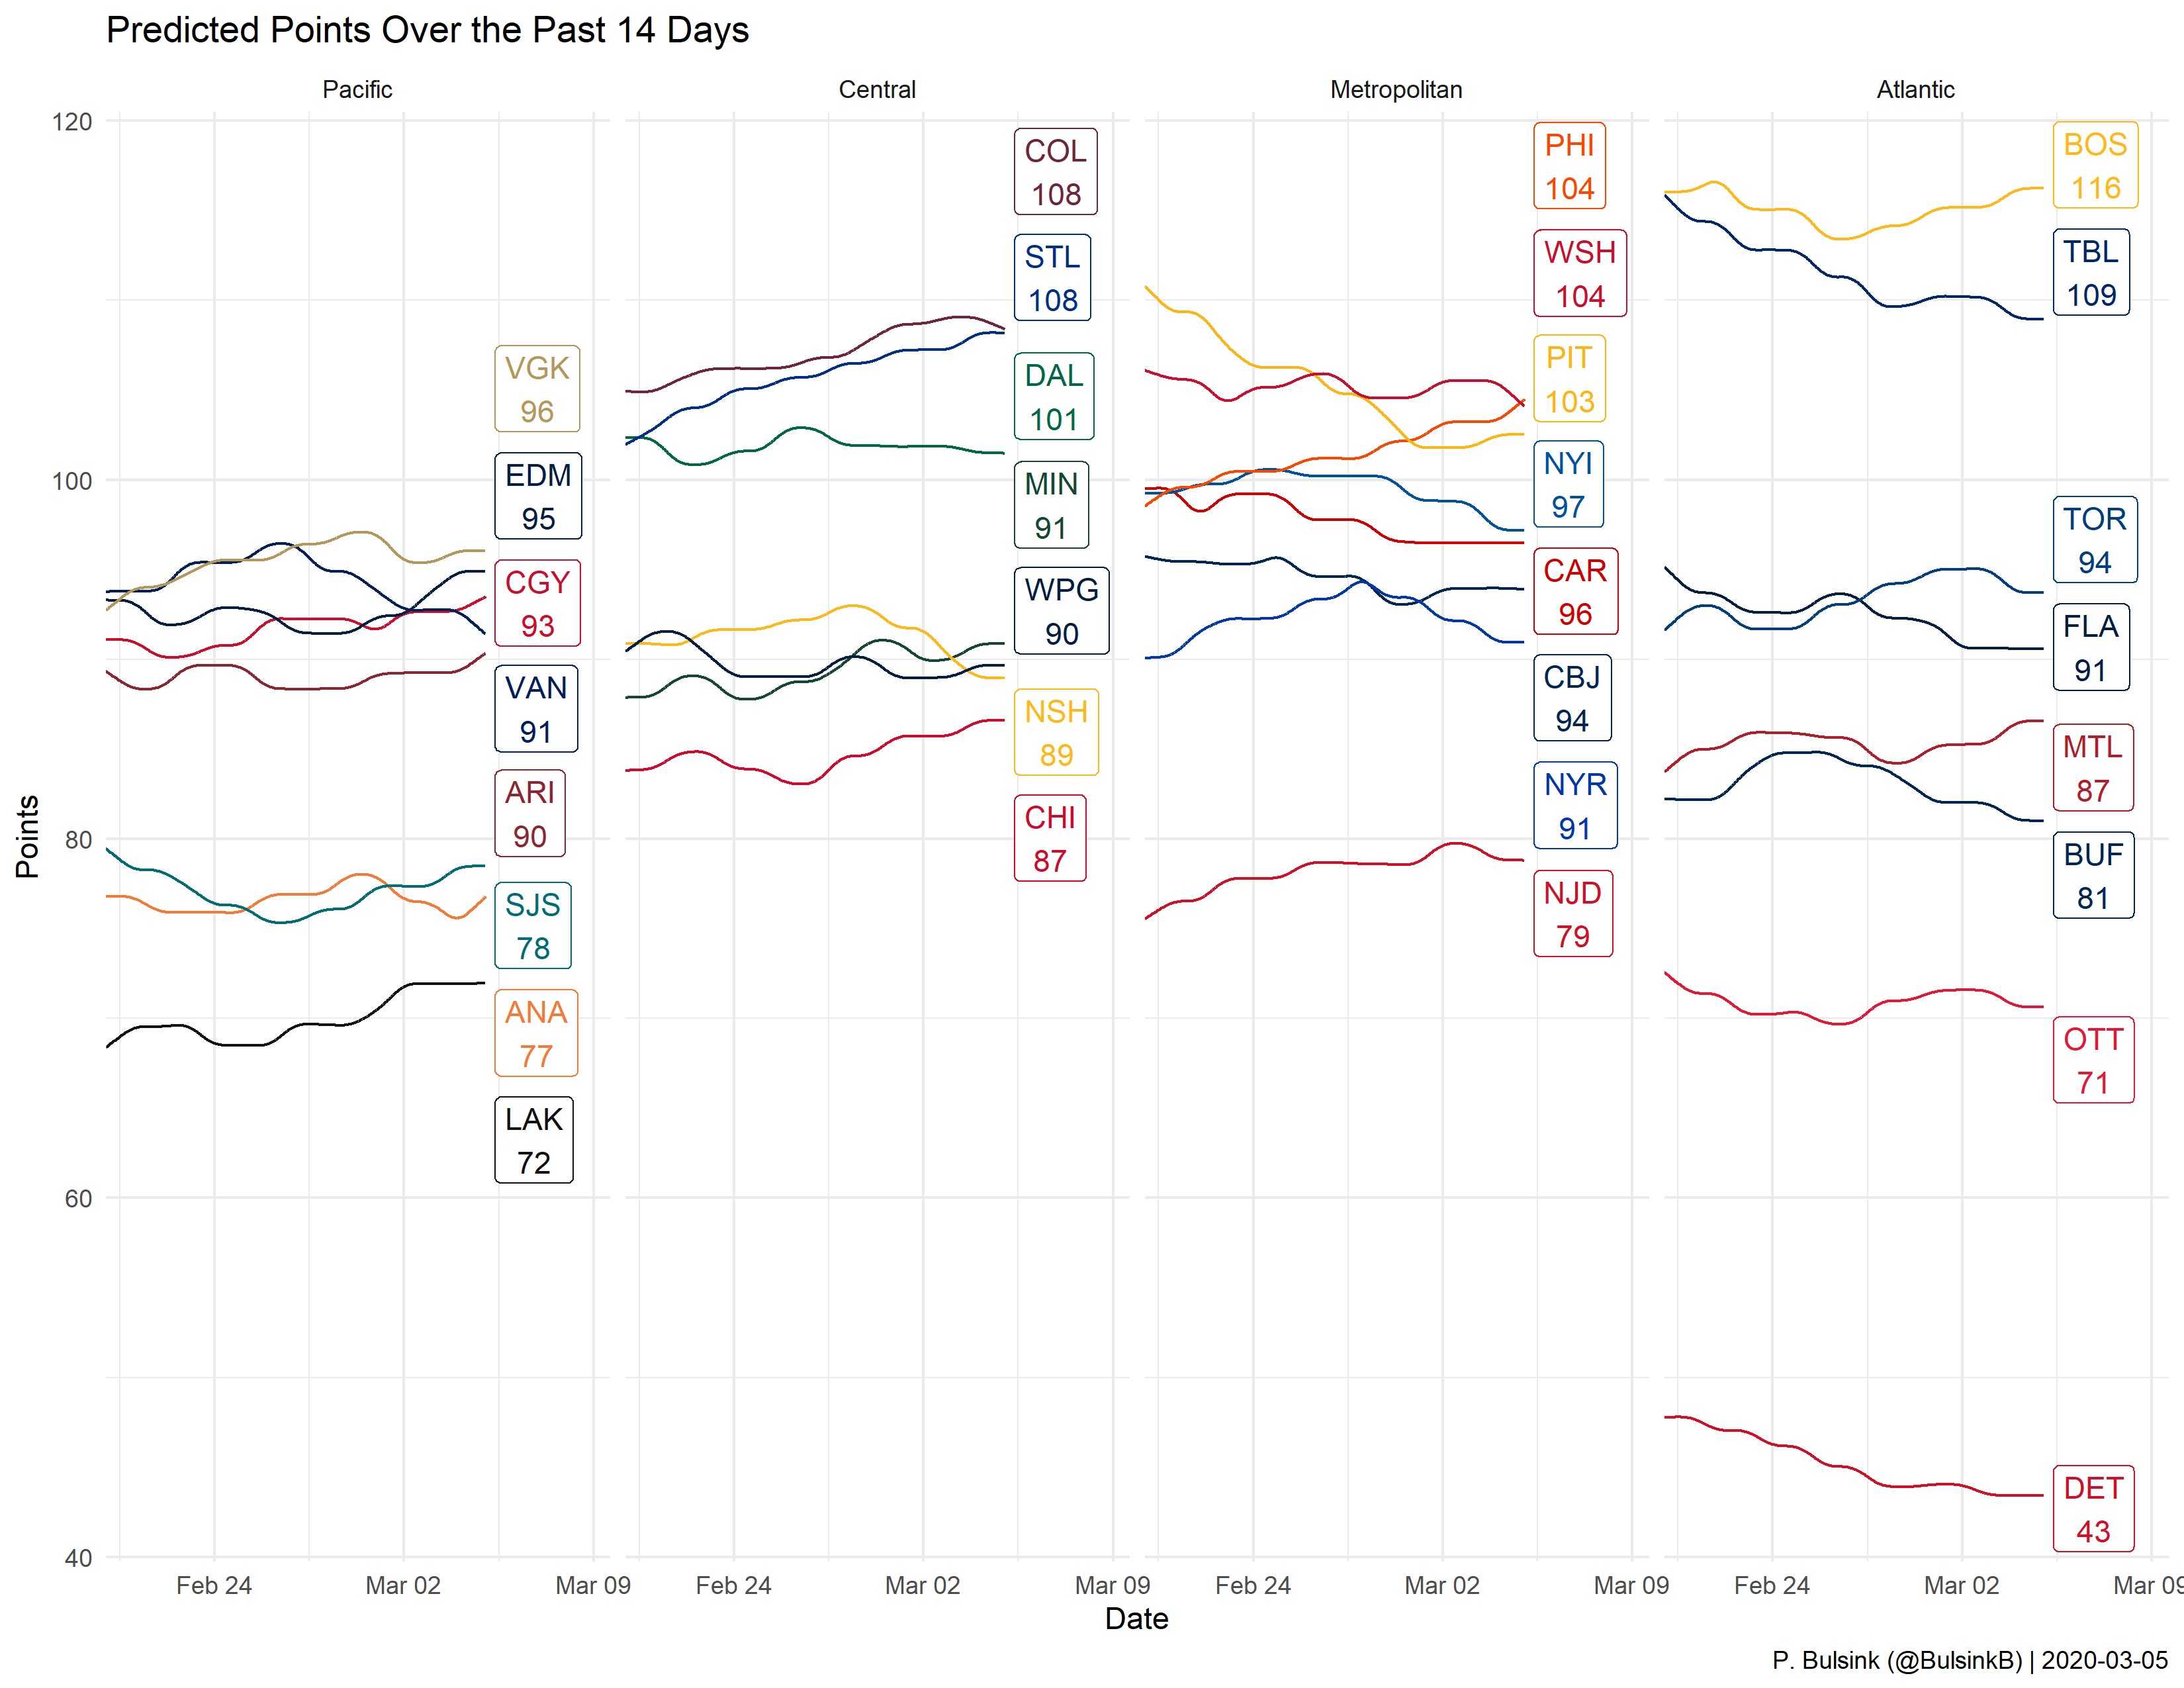 Predicted Points Over the Past 14 Days
Pacific
Central
Metropolitan
Atlantic
120
100
80
60
40
Points
VGK
96
EDM
95
CGY
93
VAN
91
ARI
90
SJS
78
ANA
77
LAK
72
COL
108
STL
108
DAL
101
MIN
91
WPG
90
NSH
89
CHI
87
PHI
104
WSH
104
PIT
103
NYI
97
CAR
96
CBJ
94
NYR
91
NJD
79
BOS
116
TBL
109
TOR
94
FLA
91
MTL
87
BUF
81
OTT
71
DET
43
Feb 24 Mar 02 Mar 09 Feb 24 Mar 02 Mar 09 Feb 24 Mar 02 Mar 09 Feb 24 Mar 02 Mar 09
Date
P. Bulsink (@BulsinkB) | 2020-03-05